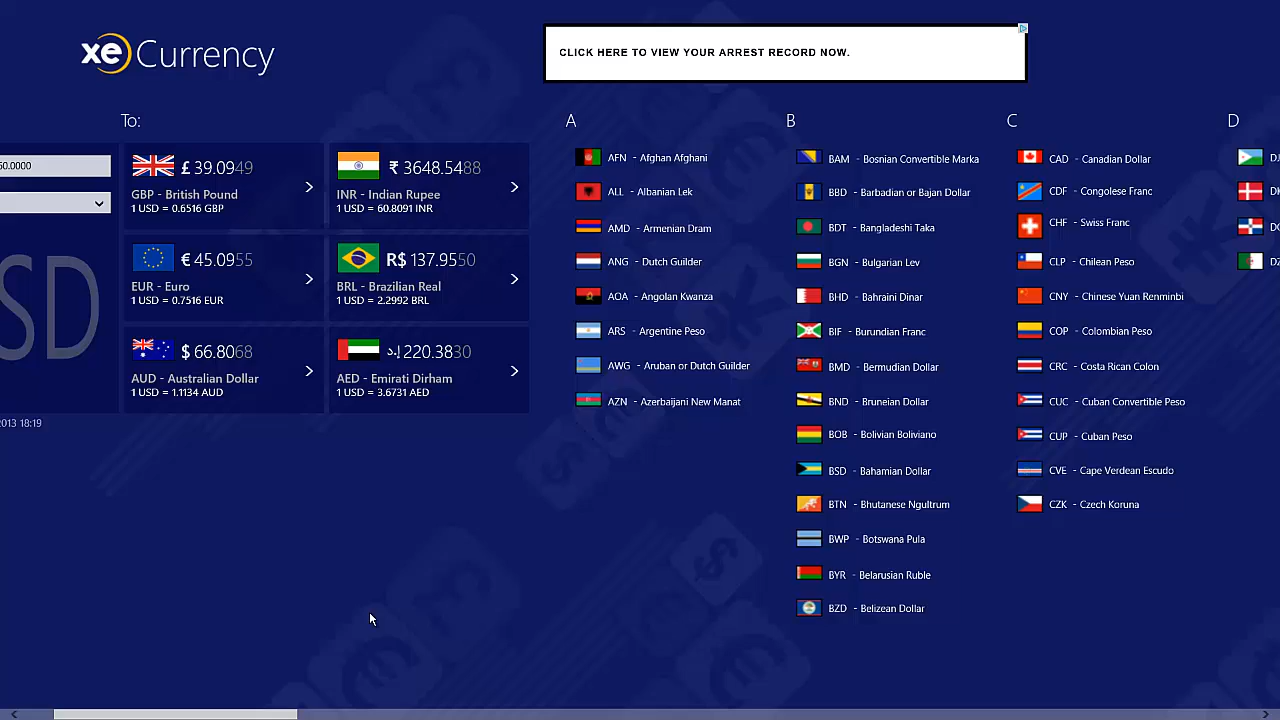 xe Currency
CLICK HERE TO VIEW YOUR ARREST RECORD NOW.
To:
A
B
C
D
£ 39.0949
GBP - British Pound
1 USD = 0.6516 GBP
₹ 3648.5488
INR - Indian Rupee
1 USD = 60.8091 INR
€ 45.0955
EUR - Euro
1 USD = 0.7516 EUR
R$ 137.9550
BRL - Brazilian Real
1 USD = 2.2992 BRL
$ 66.8068
AUD - Australian Dollar
1 USD = 1.1134 AUD
220.3830
AED - Emirati Dirham
1 USD = 3.6731 AED
SD
2013 18:19
AFN - Afghan Afghani
ALL - Albanian Lek
AMD - Armenian Dram
ANG - Dutch Guilder
AOA - Angolan Kwanza
ARS - Argentine Peso
AWG - Aruban or Dutch Guilder
AZN - Azerbaijani New Manat
BAM - Bosnian Convertible Marka
BBD - Barbadian or Bajan Dollar
BDT - Bangladeshi Taka
BGN - Bulgarian Lev
BHD - Bahraini Dinar
BIF - Burundian Franc
BMD - Bermudian Dollar
BND - Bruneian Dollar
BOB - Bolivian Boliviano
BSD - Bahamian Dollar
BTN - Bhutanese Ngultrum
BWP - Botswana Pula
BYR - Belarusian Ruble
BZD - Belizean Dollar
CAD - Canadian Dollar
CDF - Congolese Franc
CHF - Swiss Franc
CLP - Chilean Peso
CNY - Chinese Yuan Renminbi
COP - Colombian Peso
CRC - Costa Rican Colon
CUC - Cuban Convertible Peso
CUP - Cuban Peso
CVE - Cape Verdean Escudo
CZK - Czech Koruna